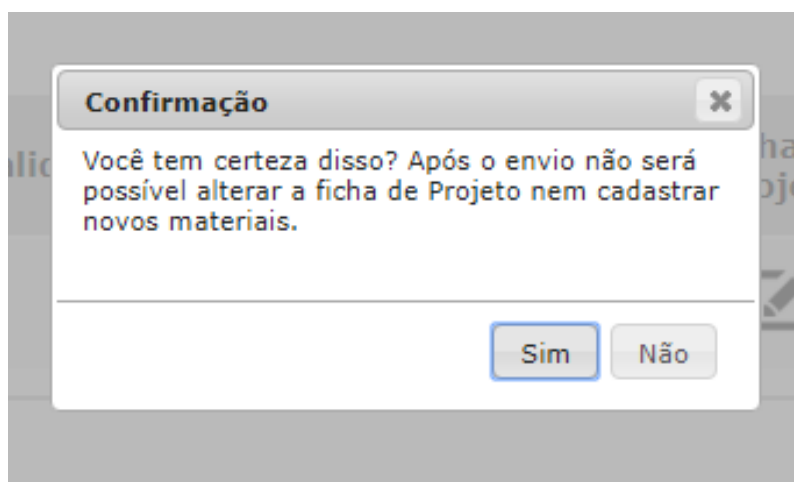 Confirmação
Você tem certeza disso? Após o envio não será
possível alterar a ficha de Projeto nem cadastrar
novos materiais.
Sim Não